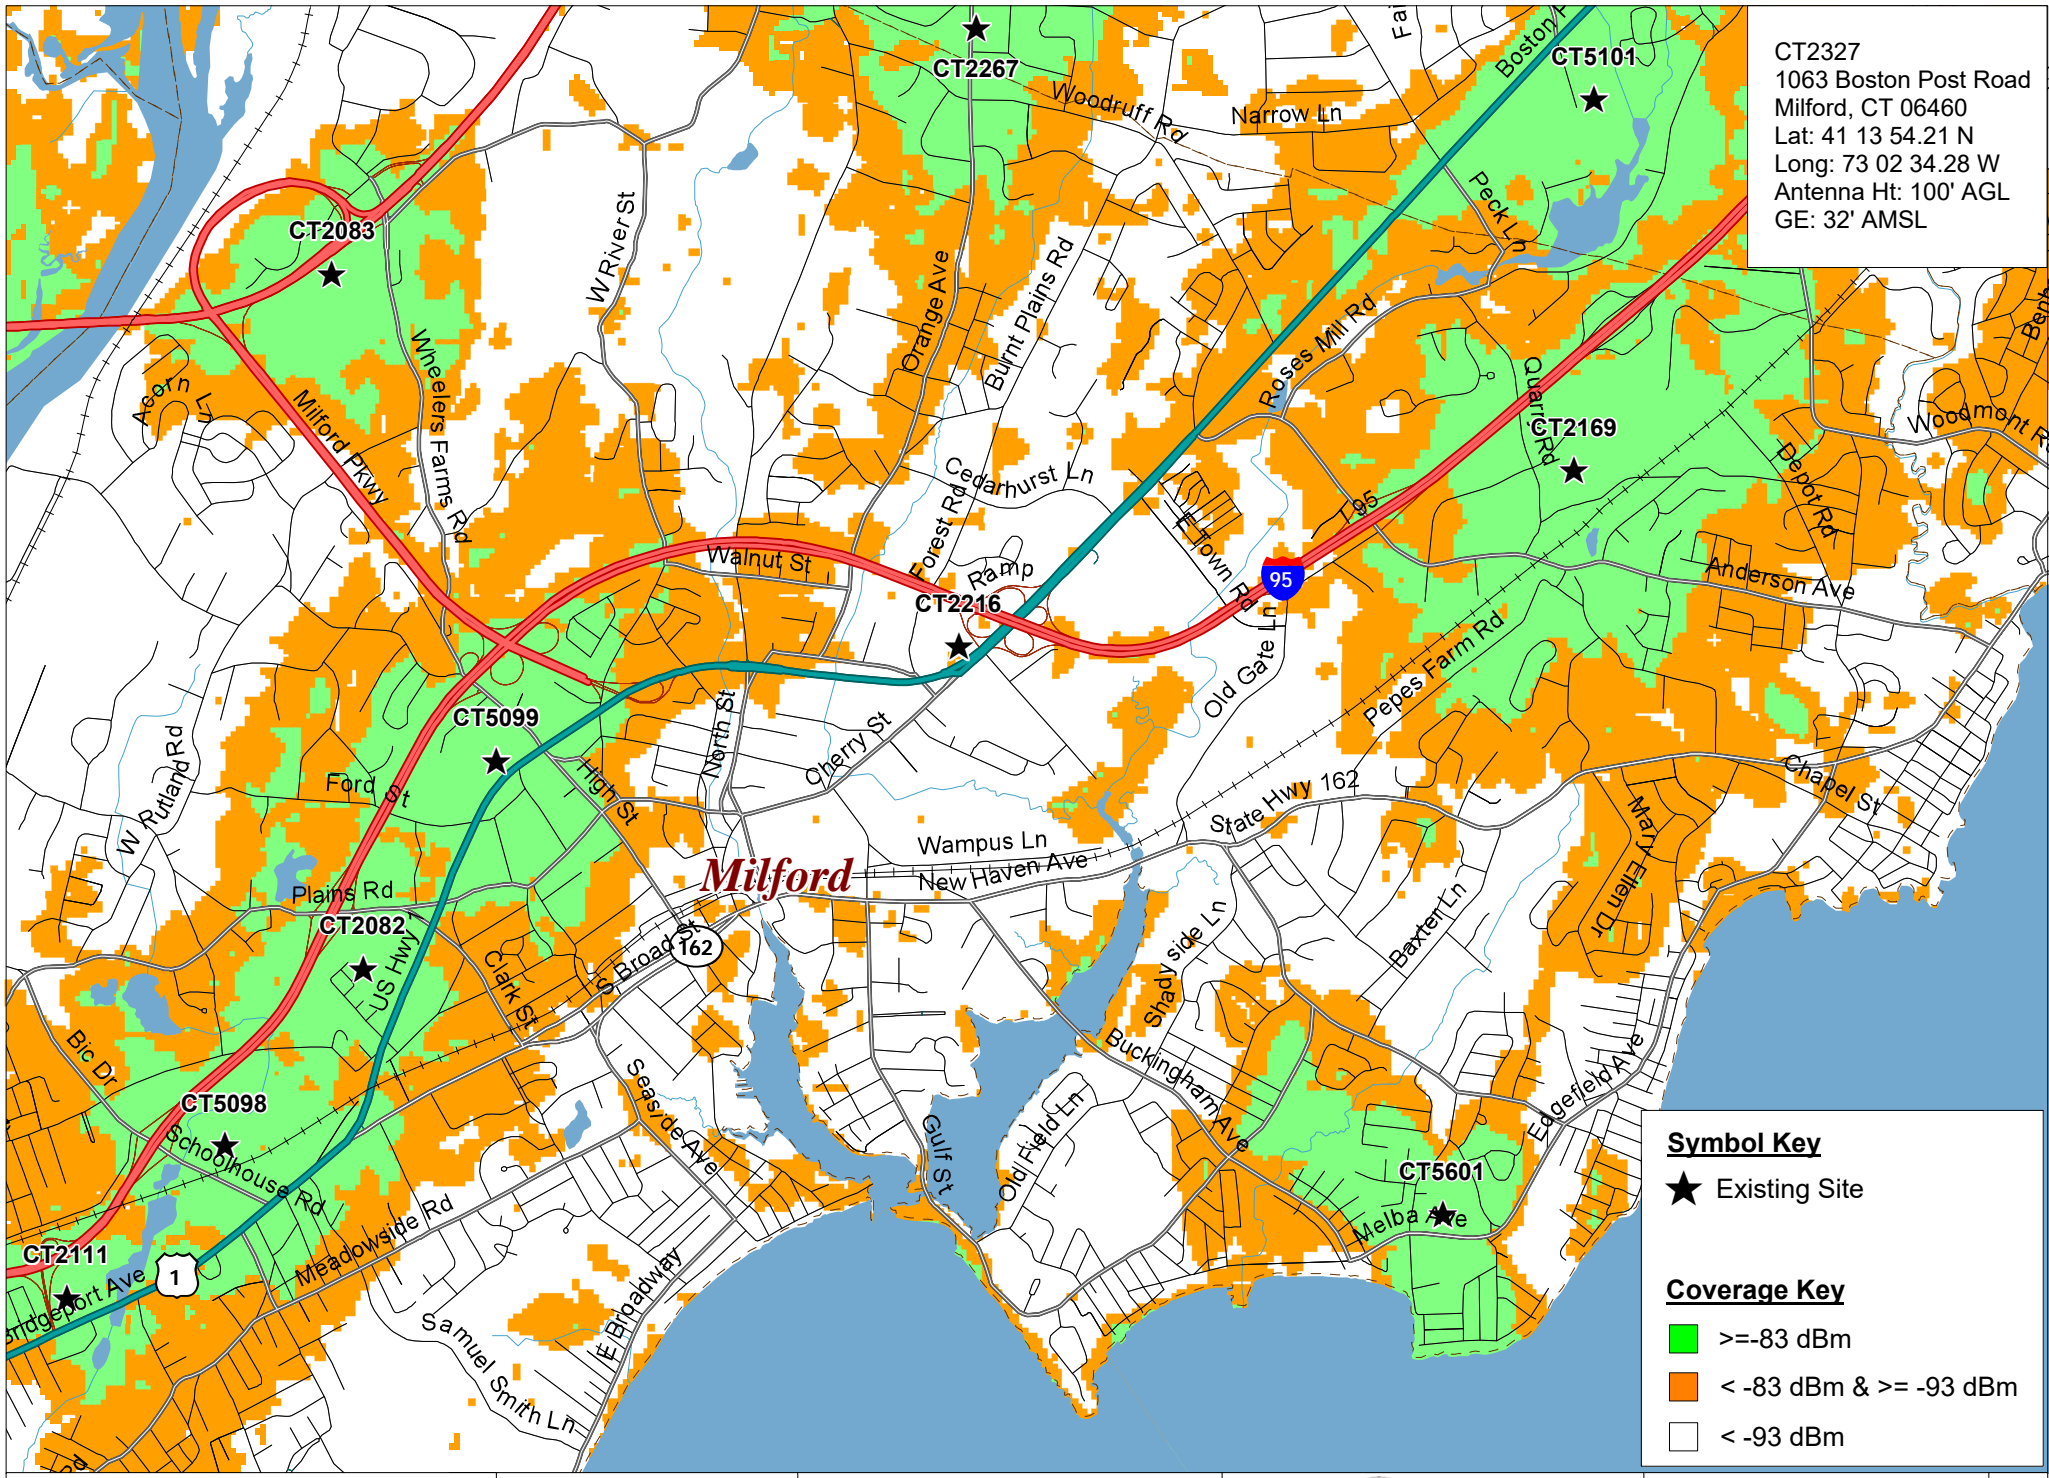 CT2327
1063 Boston Post Road
Milford, CT 06460
Lat: 41 13 54.21 N
Long: 73 02 34.28 W
Antenna Ht: 100' AGL
GE: 32' AMSL
CT2267
CT5101
Boston
Woodruff Rd
Narrow Ln
Peck Ln
CT2083
W River St
Orange Ave
Burnt Plains Rd
Roses Mill Rd
Acorn Ln
Milford Pkwy
Wheelers Farms Rd
Quarry Rd
CT2169
Woodmont
Depot Rd
Cedarhurst Ln
Forest Rd
I 95
E Town Rd
Walnut St
Ramp
95
Anderson Ave
CT2216
Old Gate Ln
Pepes Farm Rd
CT5099
North St
Cherry St
W Rutland Rd
Ford St
High St
State Hwy 162
Chapel St
Mary Ellen Dr
Wampus Ln
Milford
New Haven Ave
Plains Rd
CT2082
US Hwy 1
Clark St
S Broad St
162
Shadyside Ln
Baxter Ln
Bic Dr
CT5098
Schoolhouse Rd
Seaside Ave
Buckingham Ave
Edgefield Ave
Gulf St
Old Field Ln
CT5601
Melba Ave
CT2111
Bridgeport Ave
1
Meadowside Rd
Samuel Smith Ln
E Broadway
Rd
Symbol Key
Existing Site
Coverage Key
>=-83 dBm
< -83 dBm & >= -93 dBm
< -93 dBm